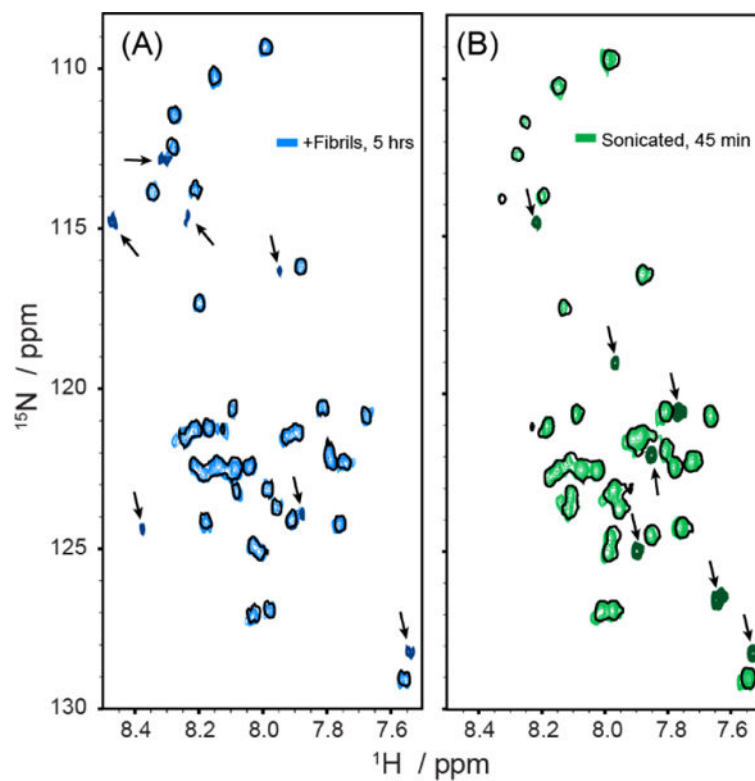 (A)
(B)
110
115
120
125
130
¹⁵N / ppm
+Fibrils, 5 hrs
Sonicated, 45 min
8.4 8.2 8.0 7.8 7.6
8.4 8.2 8.0 7.8 7.6
¹H / ppm